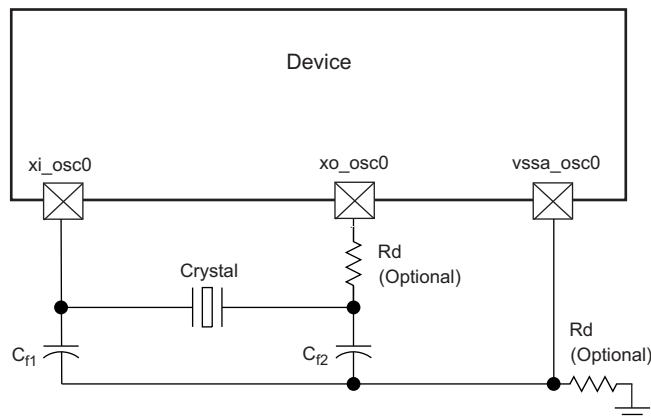 Device
xi_osc0
xo_osc0
vssa_osc0
Rd
(Optional)
Crystal
Rd
(Optional)
Cf1
Cf2